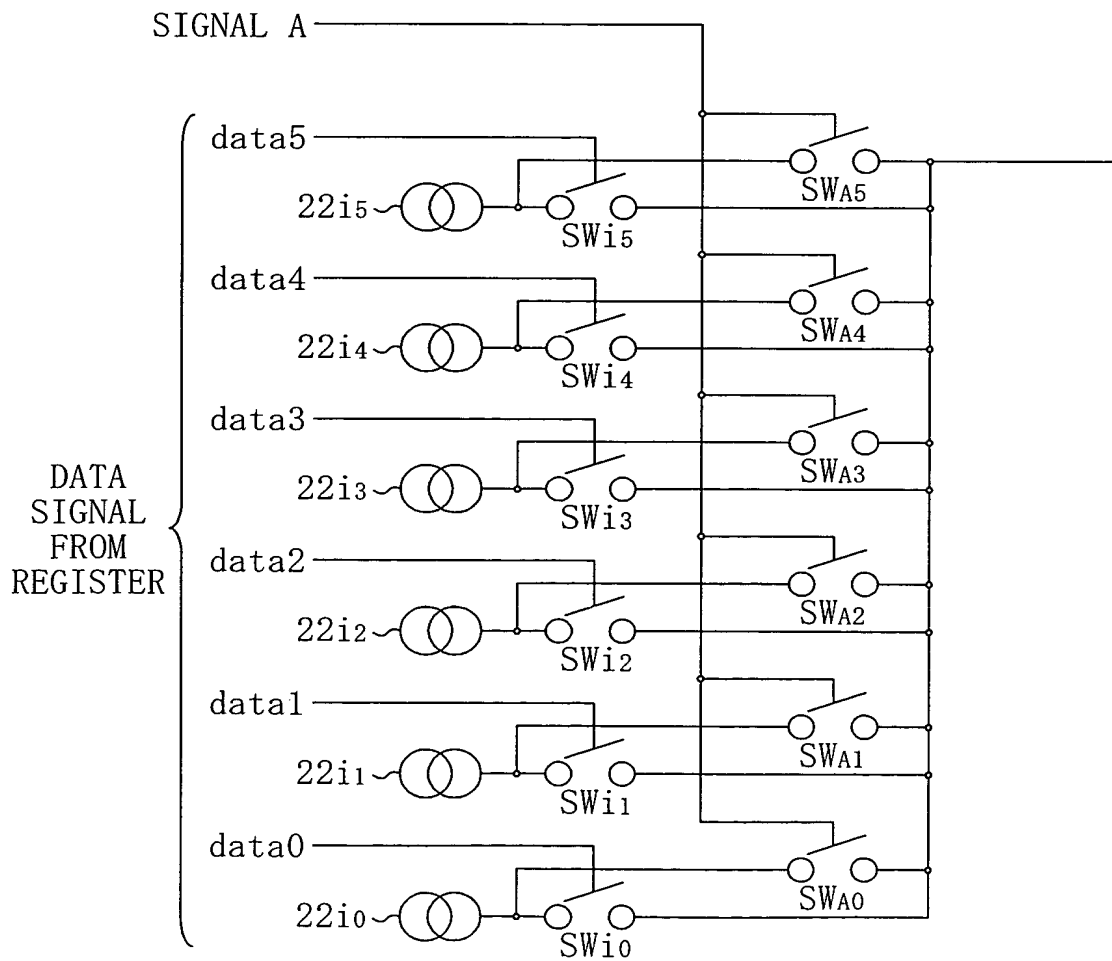 SIGNAL A
data5
SWA5
22i5
SWi5
data4
SWA4
22i4
SWi4
data3
SWA3
22i3
SWi3
DATA
SIGNAL
FROM
REGISTER
data2
SWA2
22i2
SWi2
data1
SWA1
22i1
SWi1
data0
SWA0
22i0
SWi0